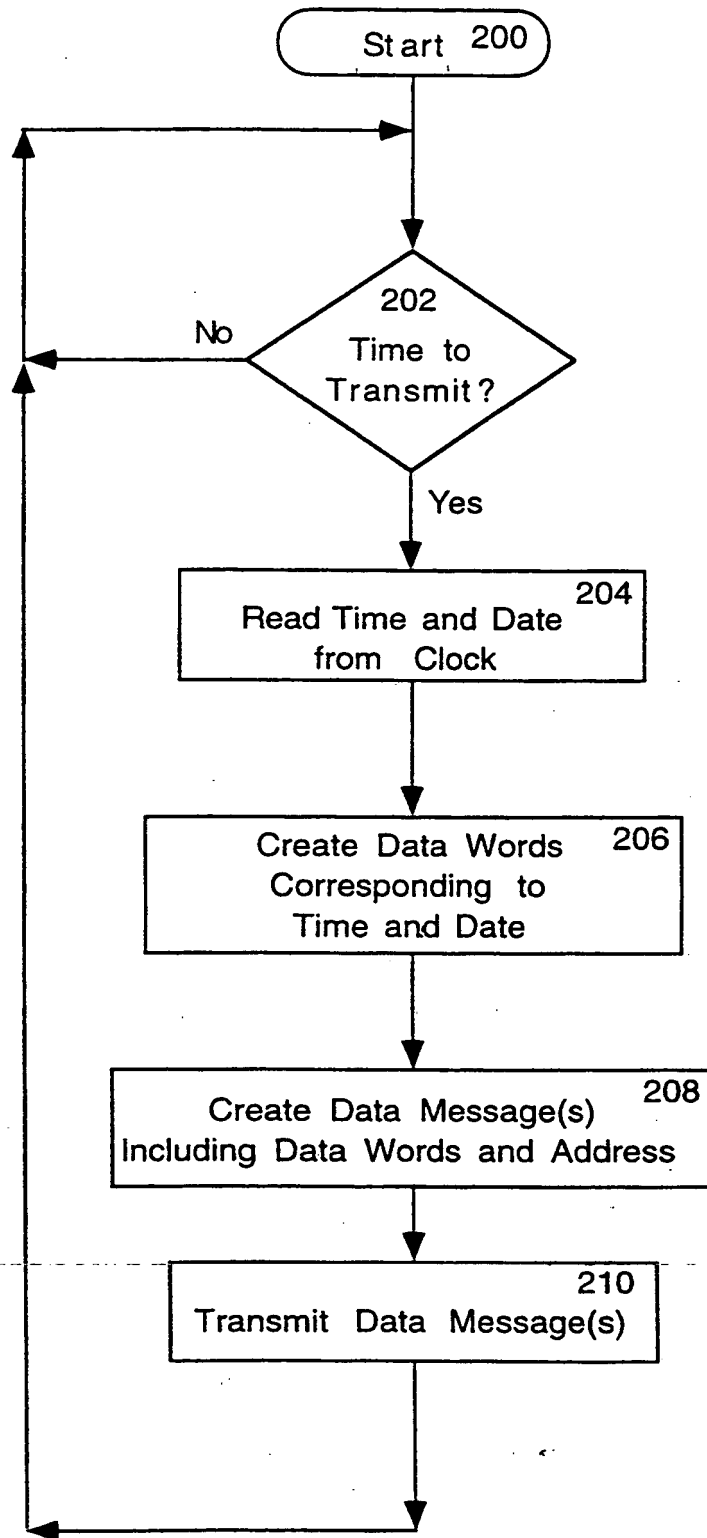 Start 200
202
Time to
Transmit?
No
Yes
204
Read Time and Date
from Clock
206
Create Data Words
Corresponding to
Time and Date
208
Create Data Message(s)
Including Data Words and Address
210
Transmit Data Message(s)